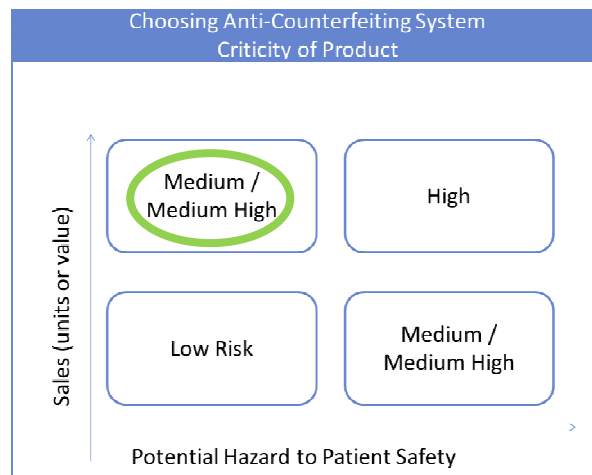 Choosing Anti-Counterfeiting System
Criticity of Product
Sales (units or value)
Medium /
Medium High
High
Low Risk
Medium /
Medium High
Potential Hazard to Patient Safety